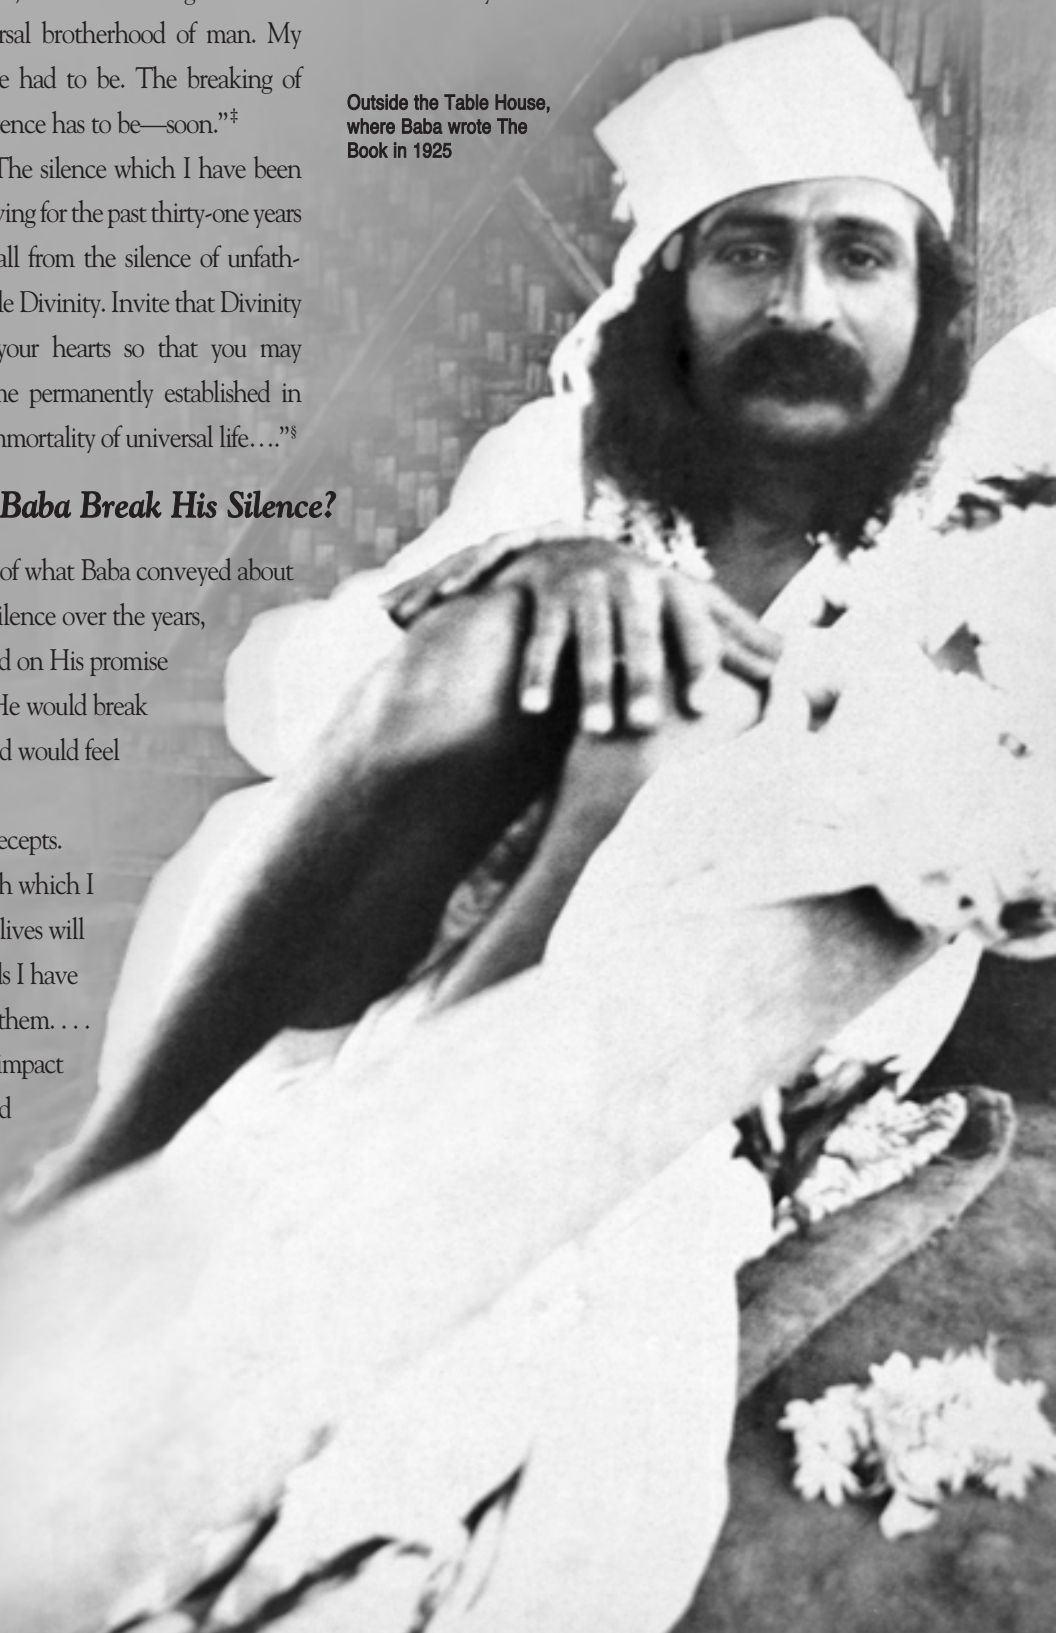 rsal brotherhood of man. My
e had to be. The breaking of
ence has to be—soon.”‡
The silence which I have been
ving for the past thirty-one years
all from the silence of unfath-
le Divinity. Invite that Divinity
your hearts so that you may
ne permanently established in
mmortality of universal life….”§
Outside the Table House,
where Baba wrote The
Book in 1925
Baba Break His Silence?
of what Baba conveyed about
ilence over the years,
d on His promise
He would break
d would feel
ecepts.
h which I
lives will
ls I have
them. . . .
impact
d